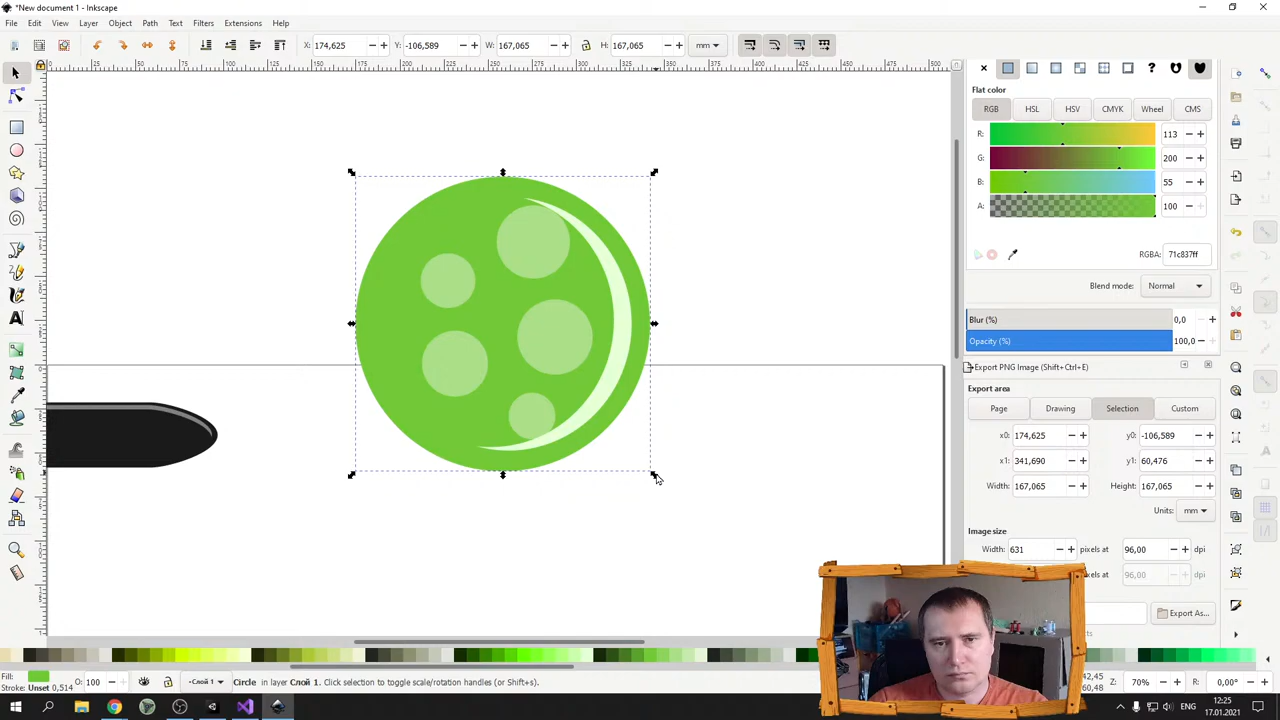 *New document 1 - Inkscape
File Edit View Layer Object Path Text Filters Extensions Help
X: 174,625 Y: -106,589 W: 167,065 H: 167,065 mm
Flat color
RGB HSL HSV CMYK Wheel CMS
R: 113
G: 200
B: 55
A: 100
RGBA: 71c837ff
Blend mode: Normal
Blur (%) 0,0
Opacity (%) 100,0
Export PNG Image (Shift+Ctrl+E)
Export area
Page Drawing Selection Custom
x0: 174,625 y0: -106,589
x1: 341,690 y1: 60,476
Width: 167,065 Height: 167,065
Units: mm
Image size
Width: 631 pixels at 96,00 dpi
96,00 dpi
Export As...
Fill:
Stroke: Unset 0,514
O: 100
Слой 1
Circle in layer Слой 1. Click selection to toggle scale/rotation handles (or Shift+s).
Z: 70% R: 0,00°
ENG
12:25
17.01.2021